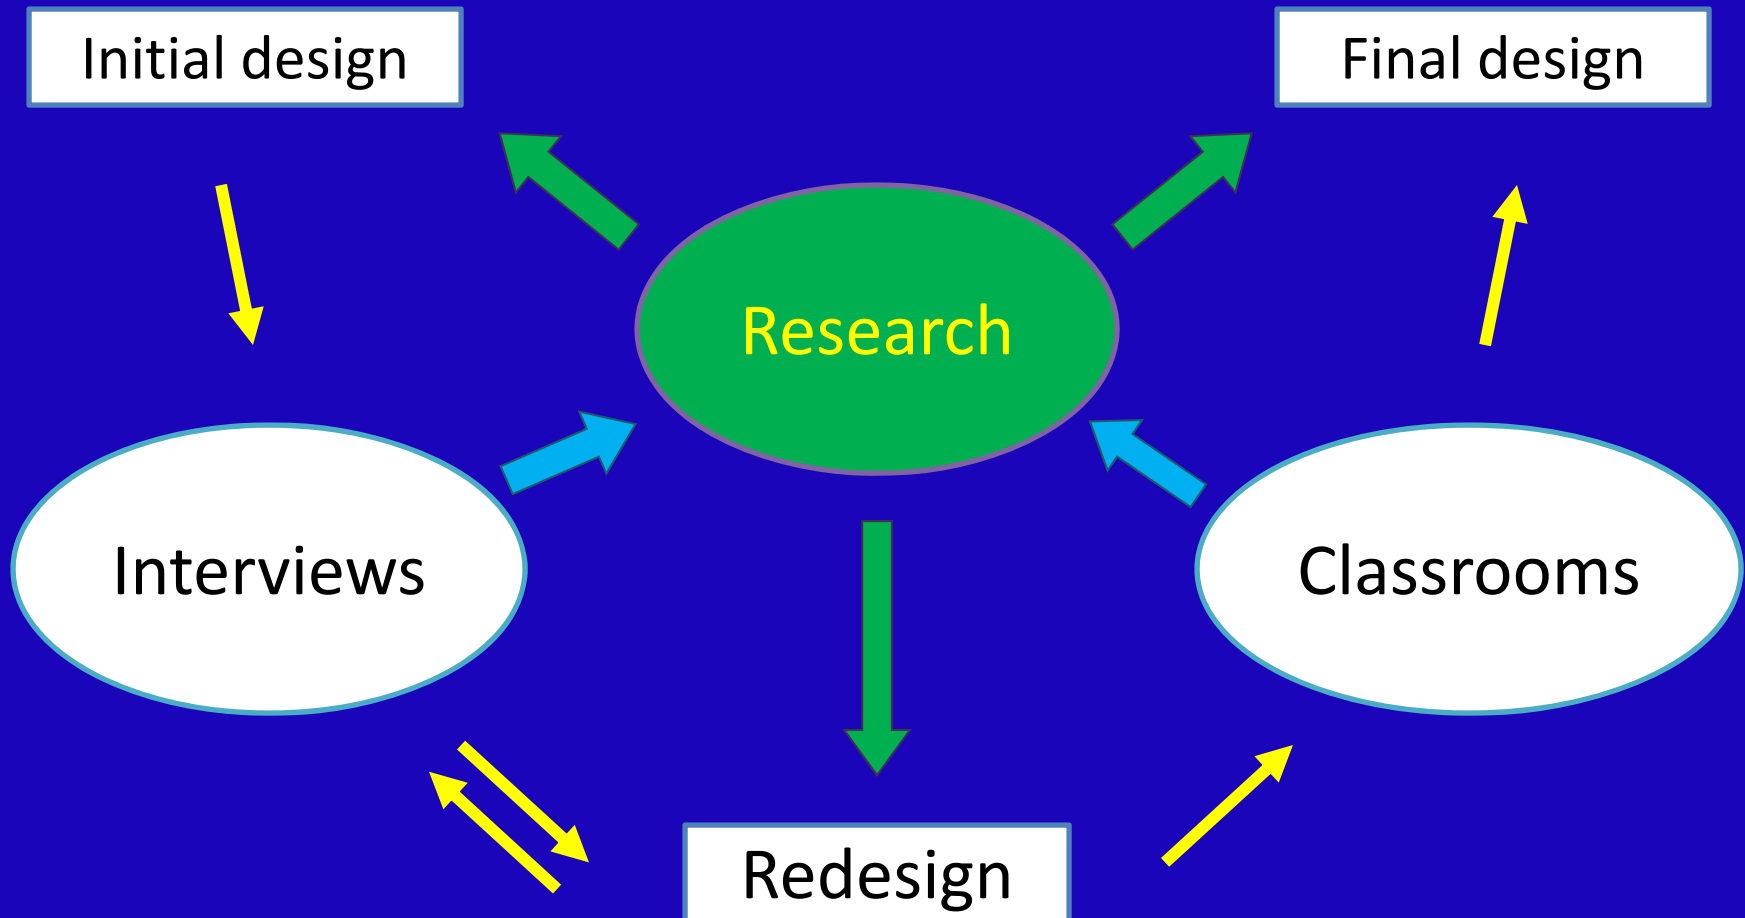 Initial design
Final design
Research
Interviews
Classrooms
Redesign